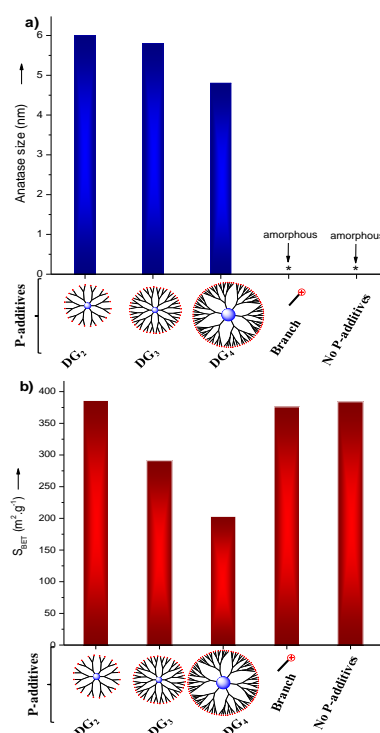 a)
6
5
4
3
2
1
0
Anatase size (nm)
amorphous amorphous
* *
P-additives
DG2 DG3 DG4 Branch No P-additives
b)
400
350
300
250
200
150
100
50
0
SBET (m².g-1)
P-additives
DG2 DG3 DG4 Branch No P-additives